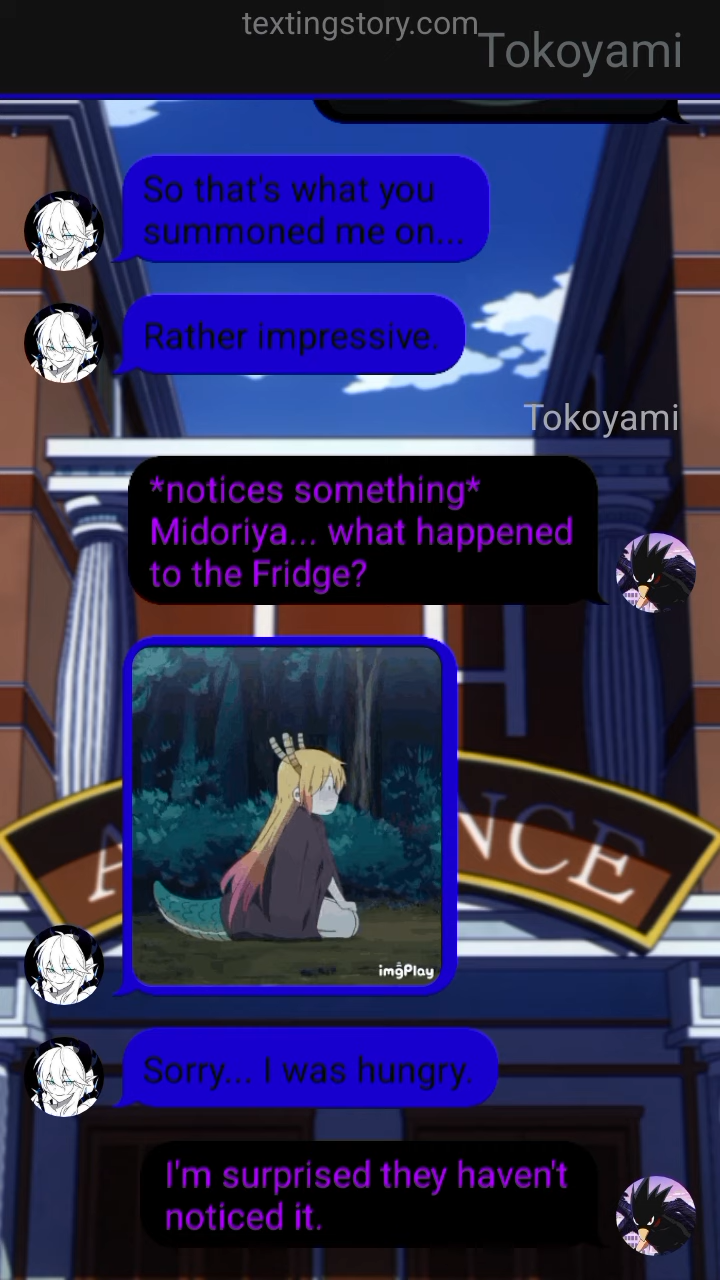 textingstory.com
Tokoyami
So that's what you
summoned me on...
Rather impressive.
Tokoyami
*notices something*
Midoriya... what happened
to the Fridge?
A
NCE
imgPlay
Sorry... I was hungry.
I'm surprised they haven't
noticed it.